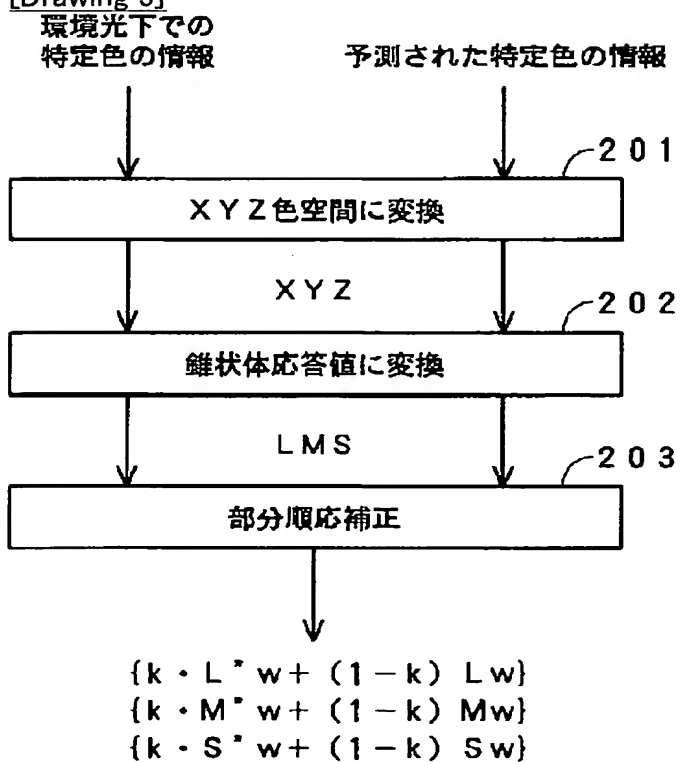 環境光下での
特定色の情報
予測された特定色の情報
201
XYZ色空間に変換
XYZ
202
錐状体応答値に変換
LMS
203
部分順応補正
{k・L*w+(1-k)Lw}
{k・M*w+(1-k)Mw}
{k・S*w+(1-k)Sw}